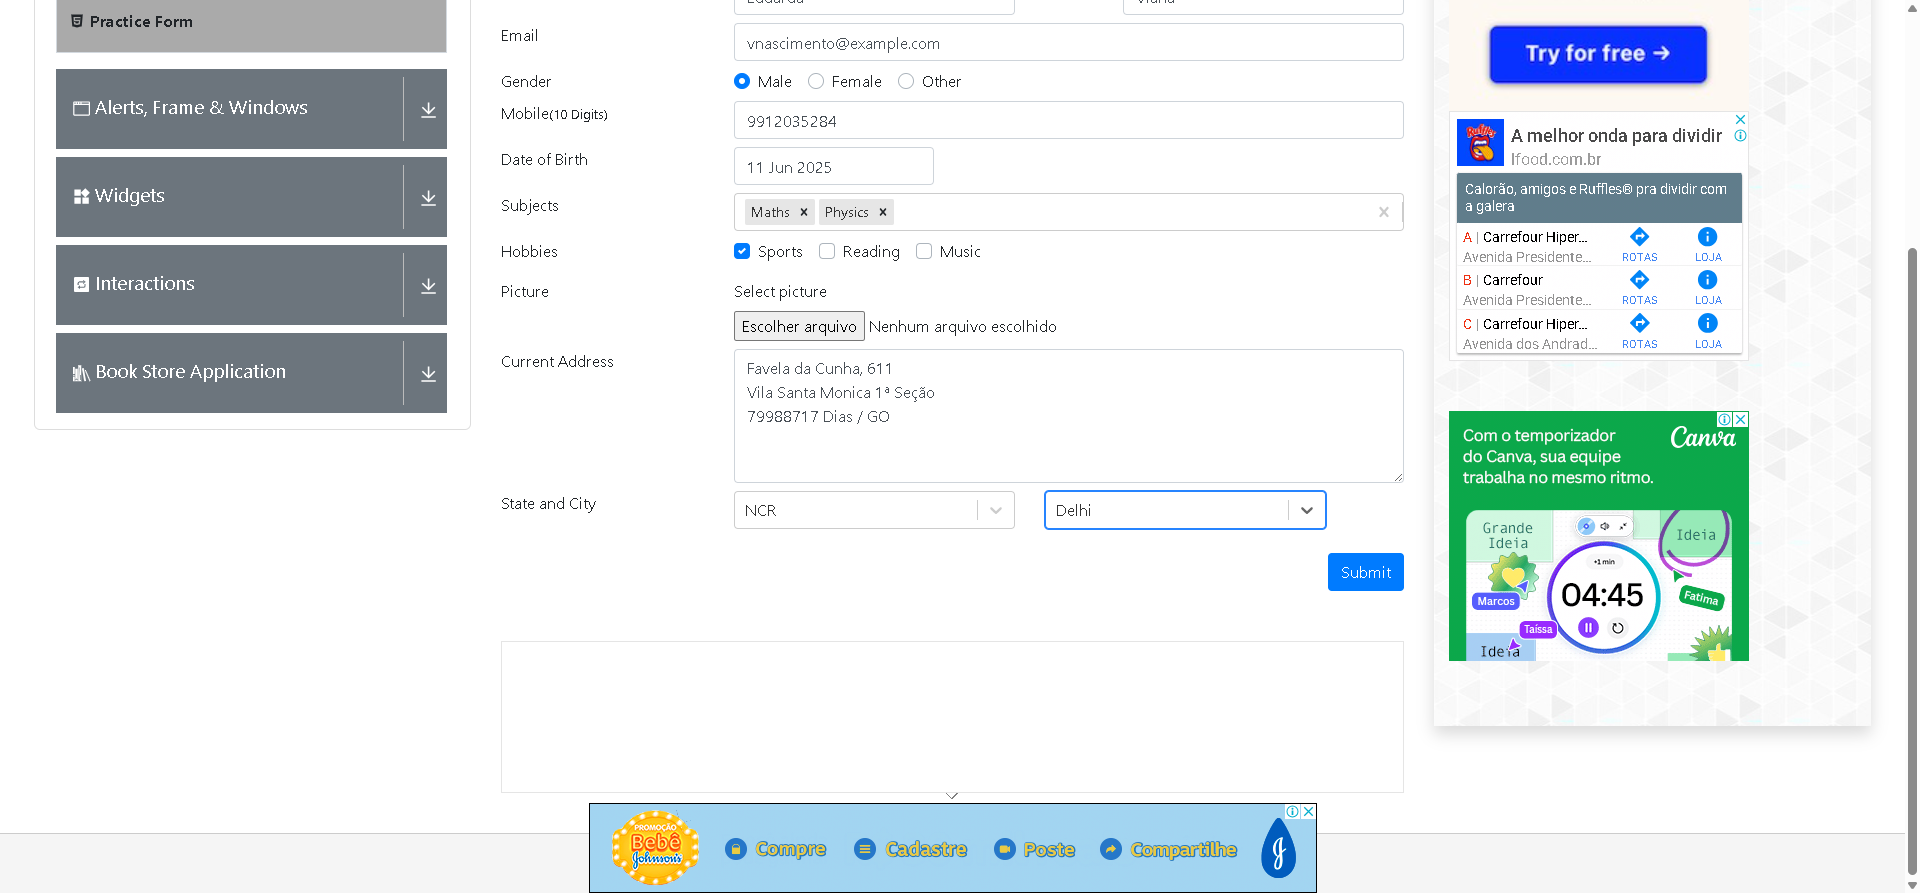 Practice Form
Alerts, Frame & Windows
Widgets
Interactions
Book Store Application
Email
vnascimento@example.com
Gender
Male
Female
Other
Mobile(10 Digits)
9912035284
Date of Birth
11 Jun 2025
Subjects
Maths
Physics
Hobbies
Sports
Reading
Music
Picture
Select picture
Escolher arquivo
Nenhum arquivo escolhido
Current Address
Favela da Cunha, 611
Vila Santa Monica 1ª Seção
79988717 Dias / GO
State and City
NCR
Delhi
Submit
Try for free →
A melhor onda para dividir
Ruffles
Ifood.com.br
Calorão, amigos e Ruffles® pra dividir com
a galera
A | Carrefour Hiper...
Avenida Presidente...
ROTAS
LOJA
B | Carrefour
Avenida Presidente...
ROTAS
LOJA
C | Carrefour Hiper...
Avenida dos Andrad...
ROTAS
LOJA
Com o temporizador
do Canva, sua equipe
trabalha no mesmo ritmo.
Canva
Grande
Ideia
Ideia
+1 min
04:45
Marcos
Fatima
Taissa
Ideia
PROMOÇÃO
Bebê
Johnson's
Compre
Cadastre
Poste
Compartilhe